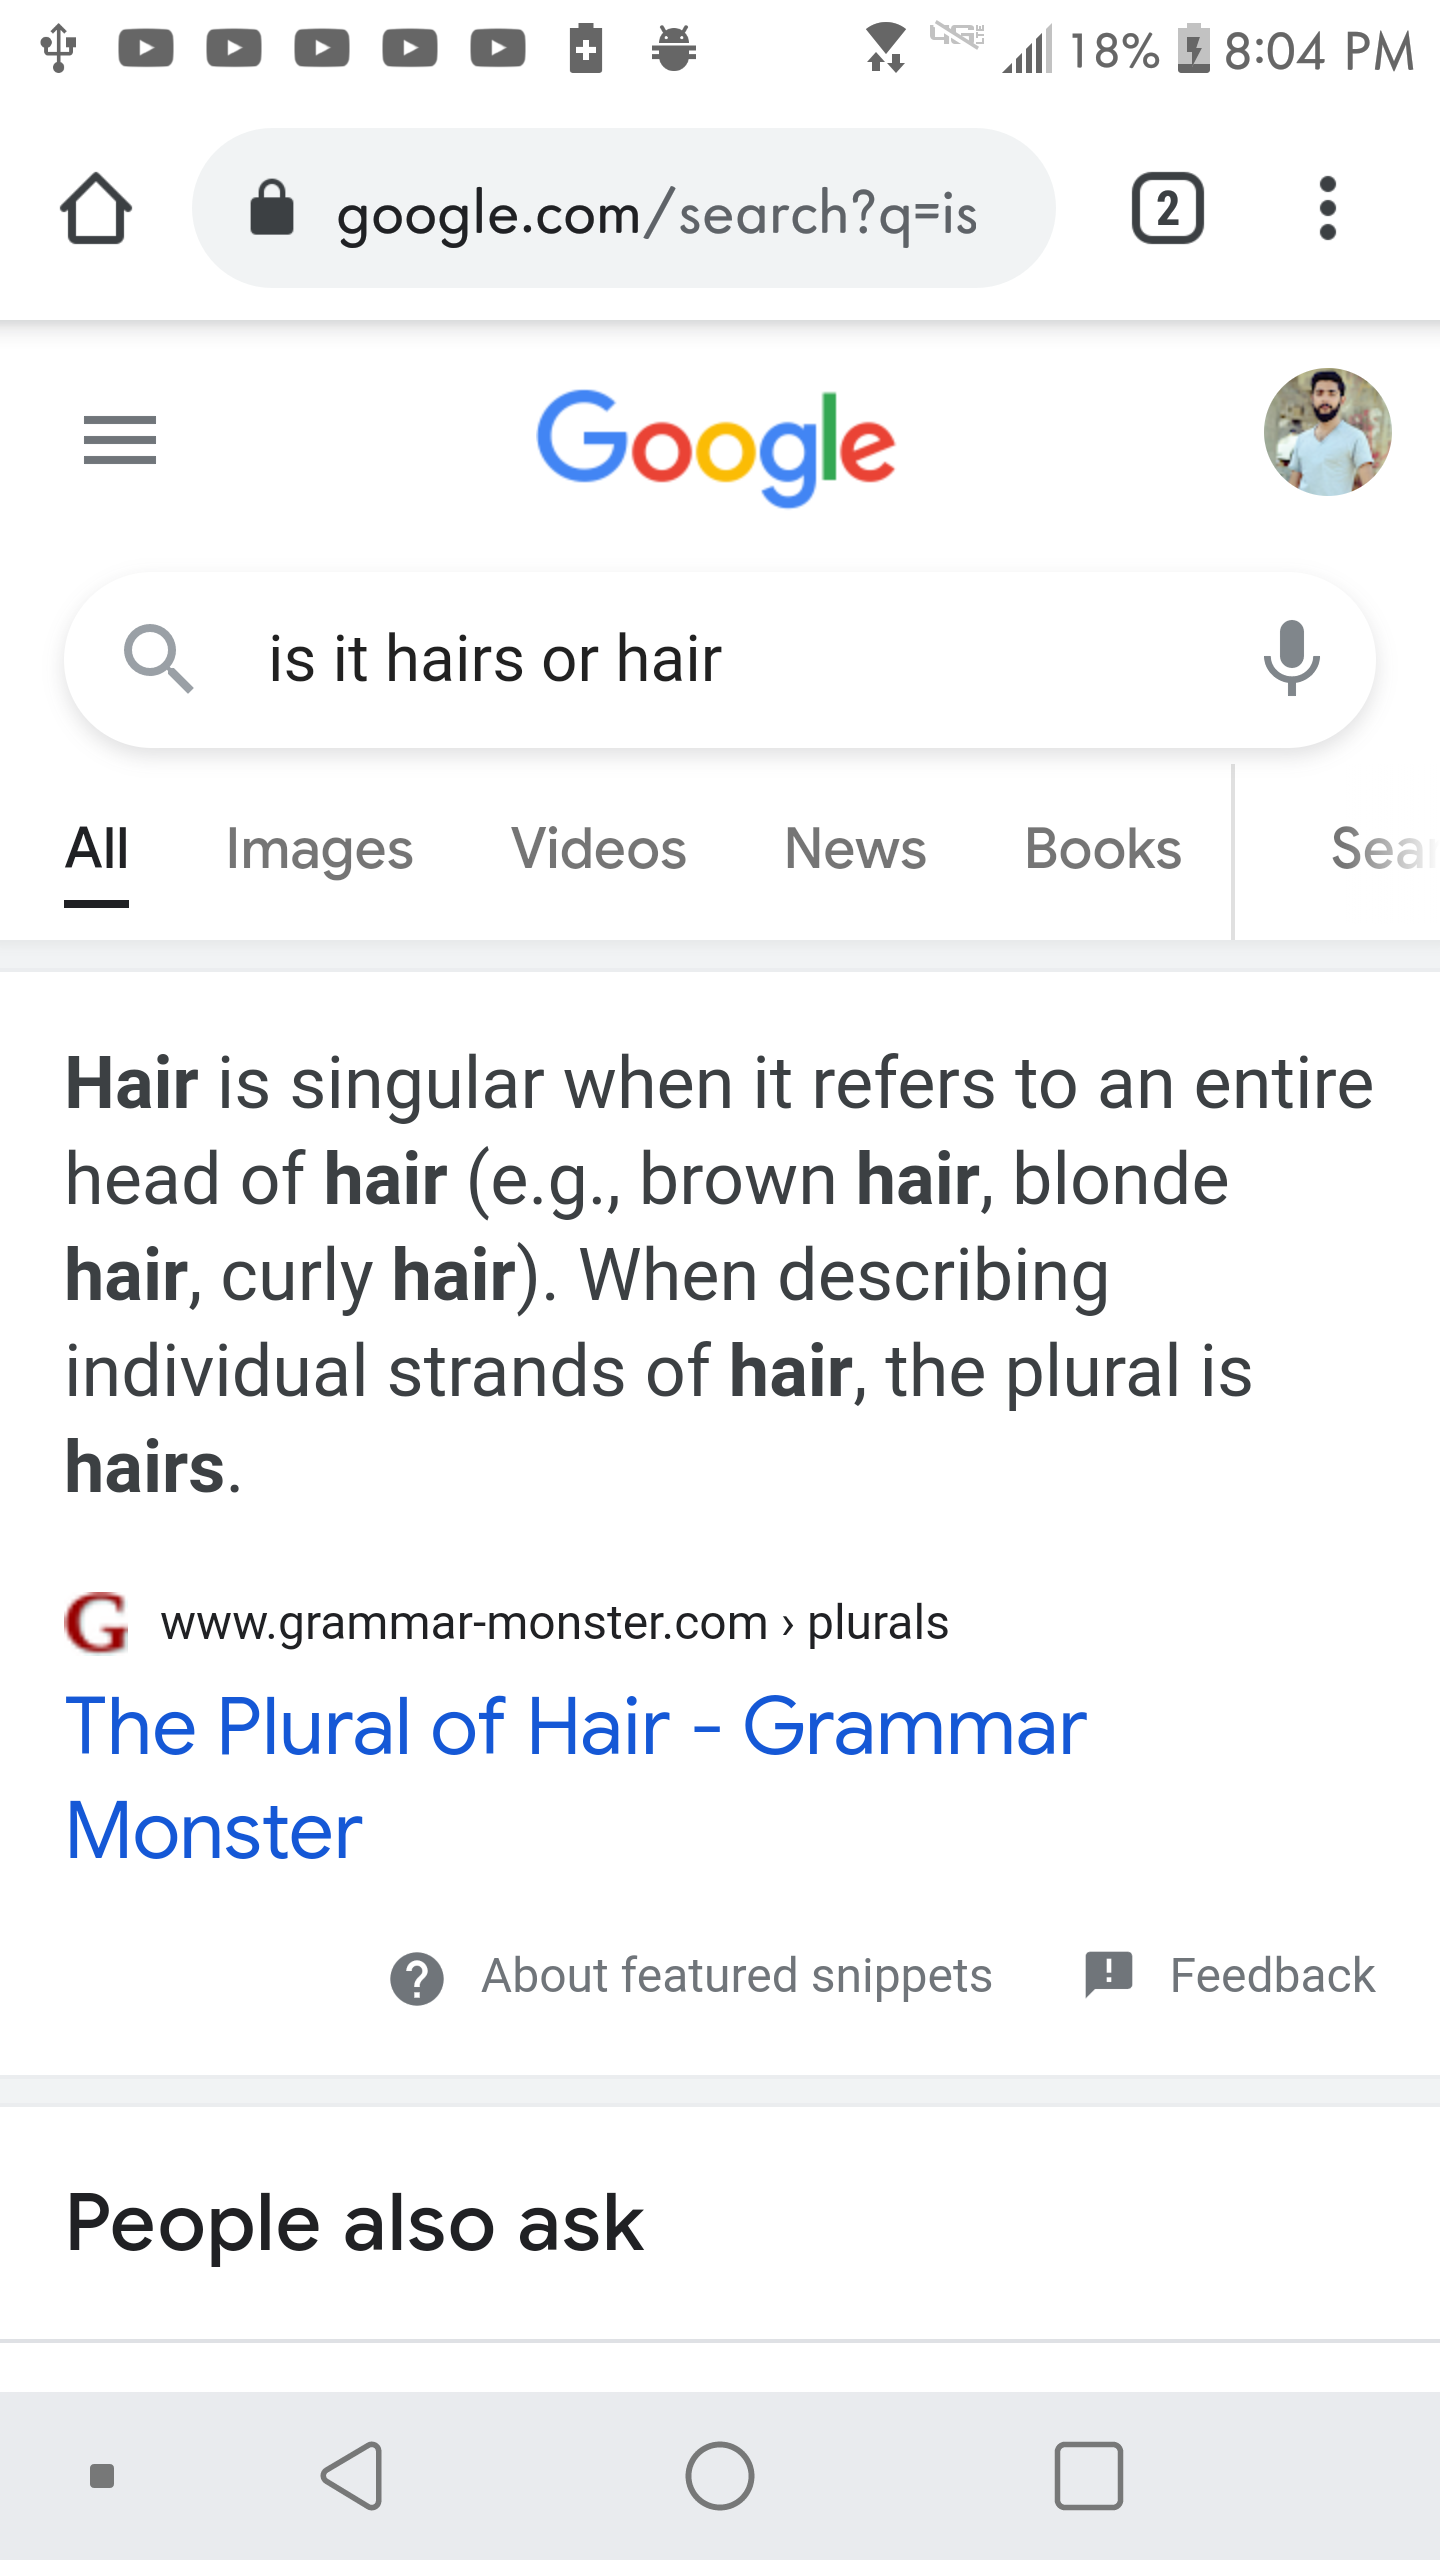 18% 8:04 PM
google.com/search?q=is
2
Google
is it hairs or hair
All Images Videos News Books Sear
Hair is singular when it refers to an entire
head of hair (e.g., brown hair, blonde
hair, curly hair). When describing
individual strands of hair, the plural is
hairs.
G www.grammar-monster.com › plurals
The Plural of Hair - Grammar
Monster
About featured snippets Feedback
People also ask